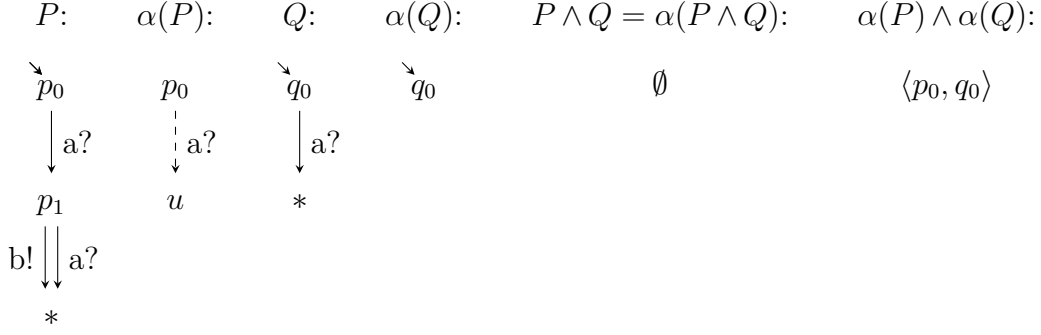 P: α(P): Q: α(Q): P ∧ Q = α(P ∧ Q): α(P) ∧ α(Q):
p₀ p₀ q₀ q₀ ∅ ⟨p₀, q₀⟩
a? a? a?
p₁ u *
b! a?
*